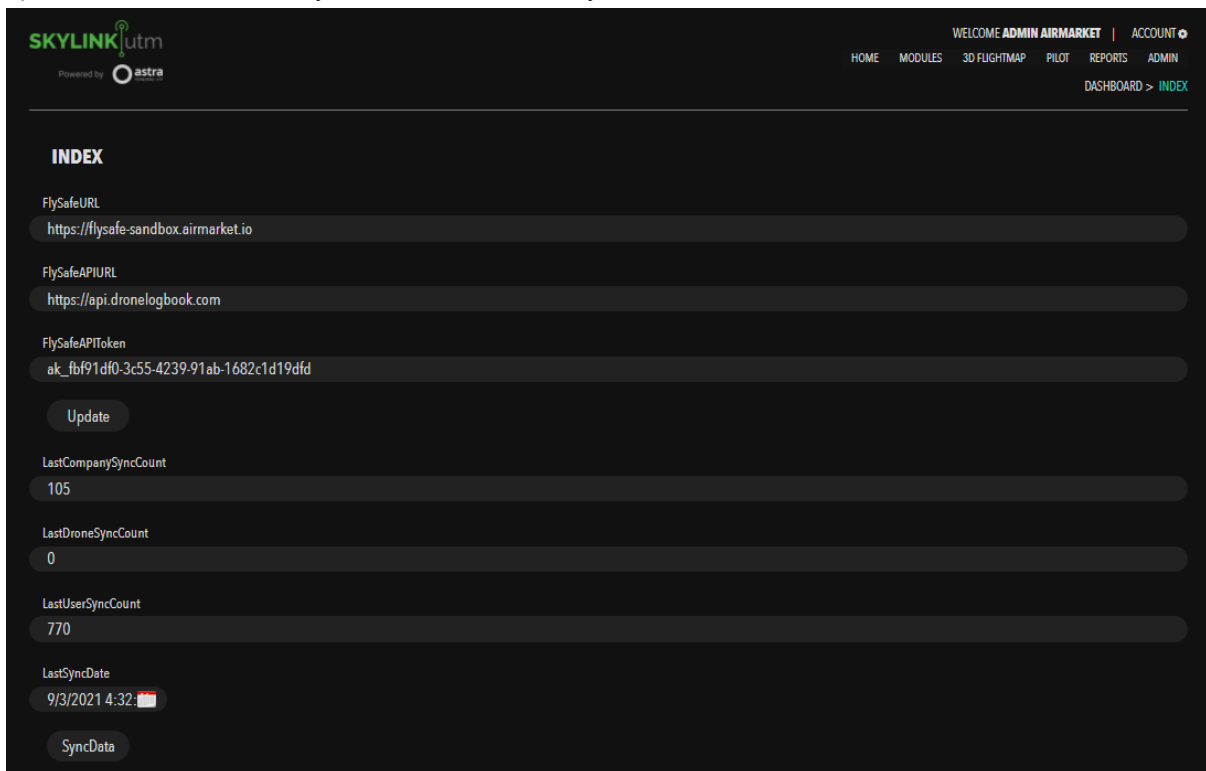 SKYLINK utm
Powered by astra
WELCOME ADMIN AIRMARKET | ACCOUNT
HOME MODULES 3D FLIGHTMAP PILOT REPORTS ADMIN
DASHBOARD > INDEX
INDEX
FlySafeURL
https://flysafe-sandbox.airmarket.io
FlySafeAPIURL
https://api.dronelogbook.com
FlySafeAPIToken
ak_fbf91df0-3c55-4239-91ab-1682c1d19dfd
Update
LastCompanySyncCount
105
LastDroneSyncCount
0
LastUserSyncCount
770
LastSyncDate
9/3/2021 4:32:
SyncData